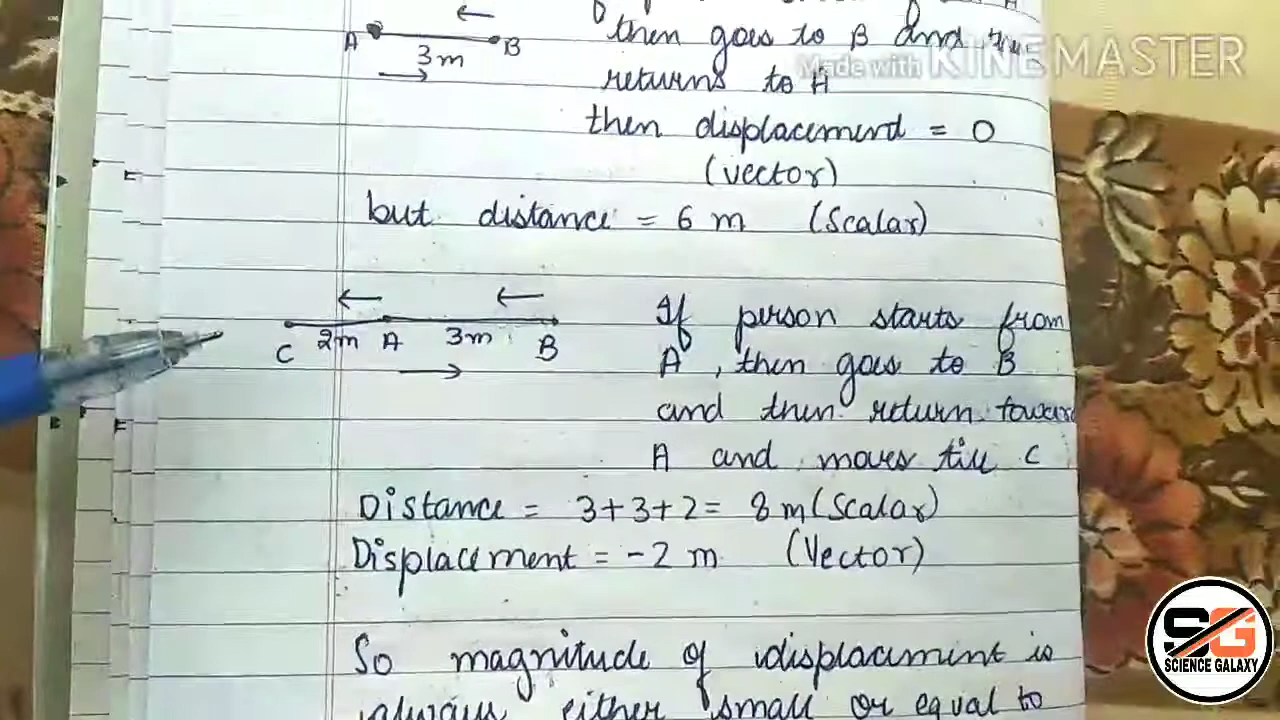 A 3m B
then goes to B and
Made with KINEMASTER
returns to A
then displacement = 0
(vector)
but distance = 6 m (Scalar)
C 2m A 3m B
If person starts from
A, then goes to B
and then return toward
A and moves till C
Distance = 3+3+2 = 8 m (Scalar)
Displacement = -2 m (Vector)
So magnitude of displacement is
always either small or equal to
SG
SCIENCE GALAXY